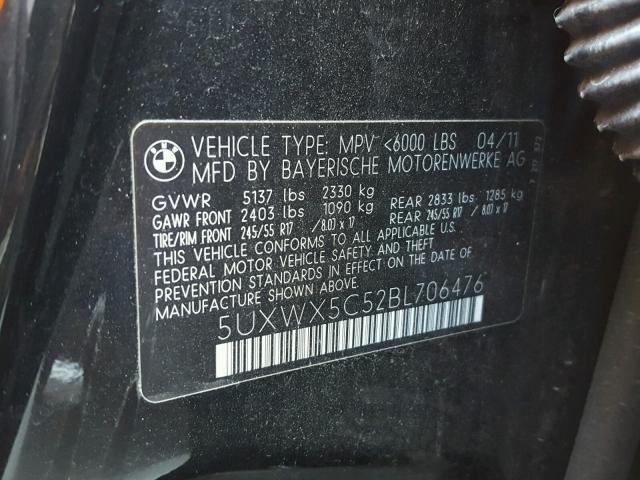 BMW
VEHICLE TYPE: MPV <6000 LBS 04/11
MFD BY BAYERISCHE MOTORENWERKE AG
GVWR 5137 lbs 2330 kg
GAWR FRONT 2403 lbs 1090 kg REAR 2833 lbs 1285 kg
TIRE/RIM FRONT 245/55 R17 / 8.0J x 17 REAR 245/55 R17 / 8.0J x 17
THIS VEHICLE CONFORMS TO ALL APPLICABLE U.S.
FEDERAL MOTOR VEHICLE SAFETY AND THEFT
PREVENTION STANDARDS IN EFFECT ON THE DATE OF
MANUFACTURE SHOWN ABOVE.
5UXWX5C52BL706476